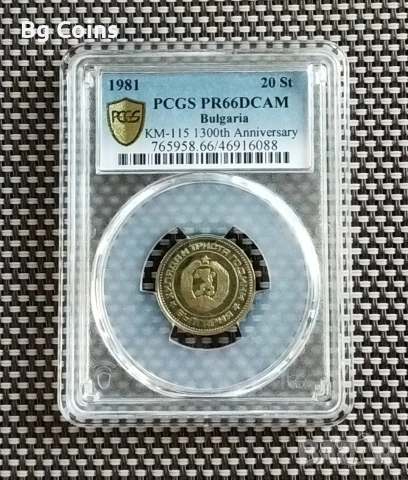 Bg Coins
1981 20 St
PCGS PR66DCAM
Bulgaria
KM-115 1300th Anniversary
765958.66/46916088
PCGS